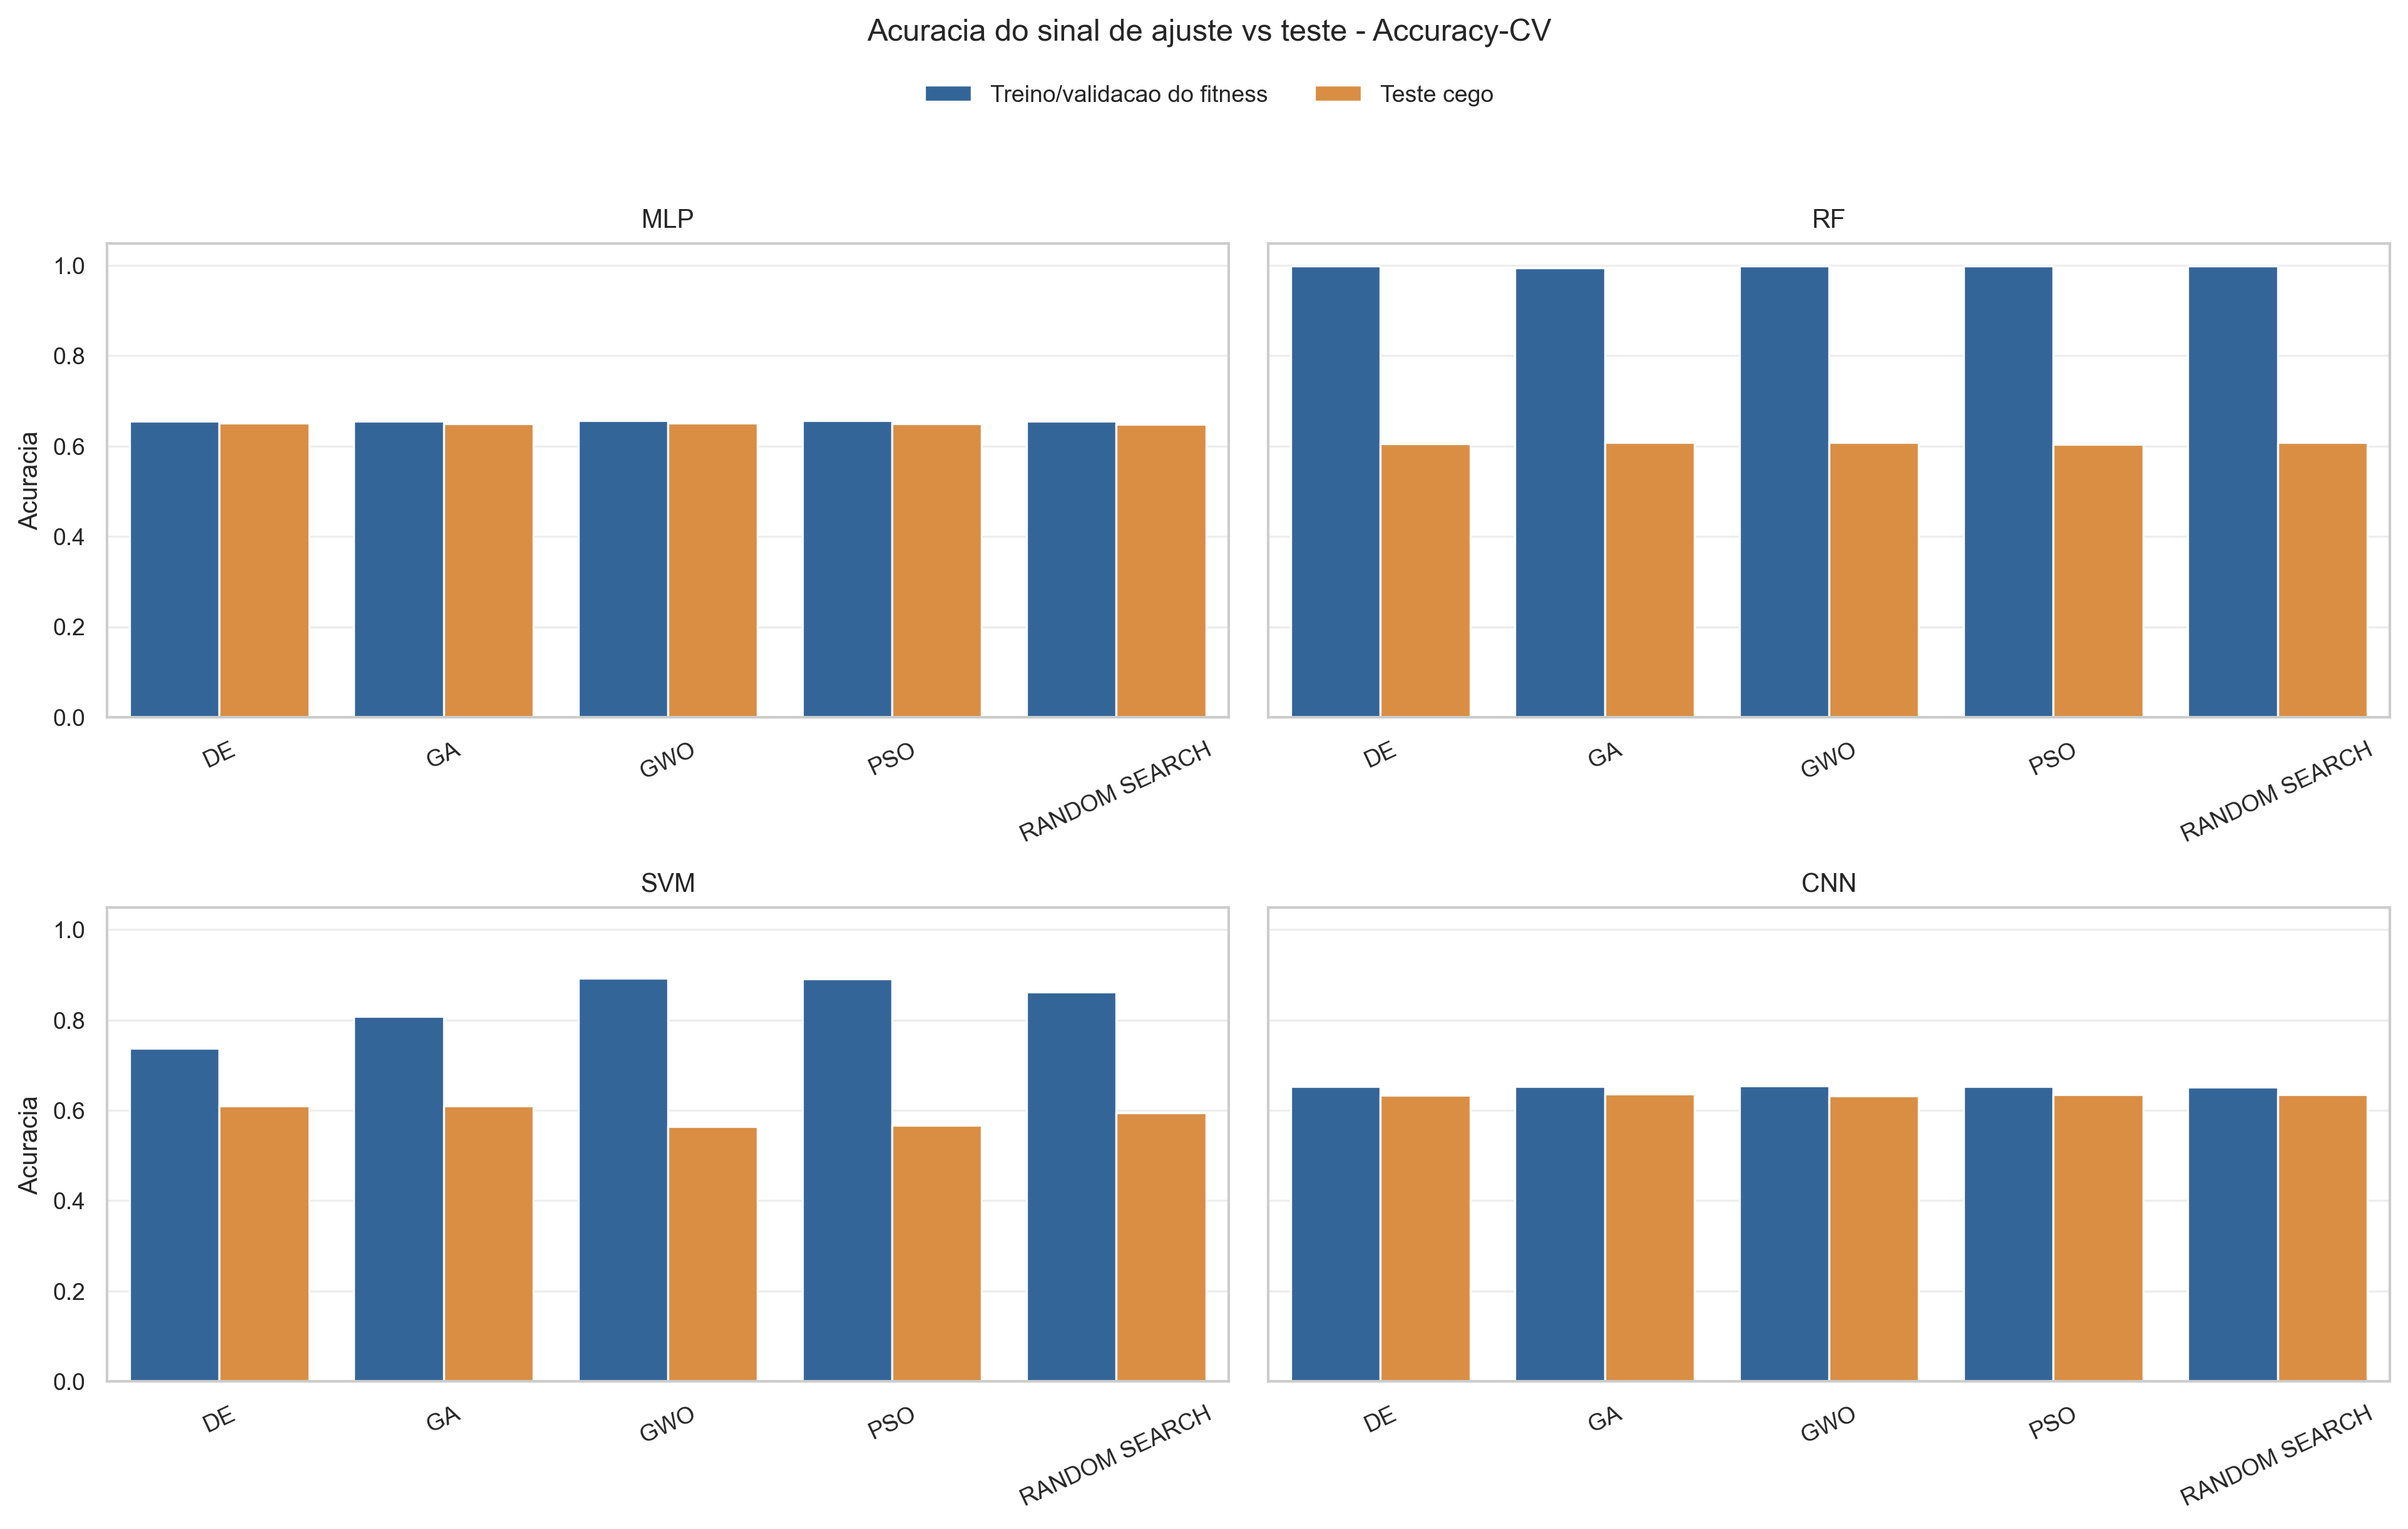 Acuracia do sinal de ajuste vs teste - Accuracy-CV
Treino/validacao do fitness
Teste cego
MLP
Acuracia
1.0
0.8
0.6
0.4
0.2
0.0
DE
GA
GWO
PSO
RANDOM SEARCH
RF
DE
GA
GWO
PSO
RANDOM SEARCH
SVM
Acuracia
1.0
0.8
0.6
0.4
0.2
0.0
DE
GA
GWO
PSO
RANDOM SEARCH
CNN
DE
GA
GWO
PSO
RANDOM SEARCH